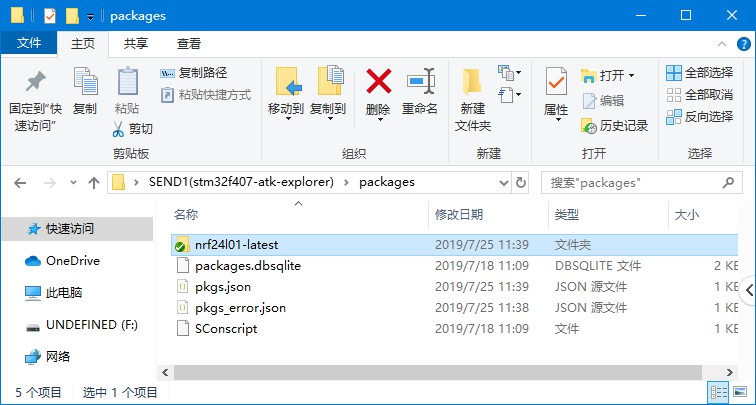 packages
文件 主页 共享 查看
固定到"快速访问" 复制 粘贴 复制路径 粘贴快捷方式 剪切 移动到 复制到 删除 重命名 新建文件夹 属性 打开 编辑 历史记录 全部选择 全部取消 反向选择
剪贴板 组织 新建 打开 选择
SEND1(stm32f407-atk-explorer) packages 搜索"packages"
名称 修改日期 类型 大小
快速访问
OneDrive
此电脑
UNDEFINED (F:)
网络
nrf24l01-latest 2019/7/25 11:39 文件夹
packages.dbsqlite 2019/7/18 11:09 DBSQLITE 文件 2 KB
pkgs.json 2019/7/25 11:39 JSON 源文件 1 KB
pkgs_error.json 2019/7/25 11:38 JSON 源文件 1 KB
SConscript 2019/7/18 11:09 文件 1 KB
5 个项目 选中 1 个项目